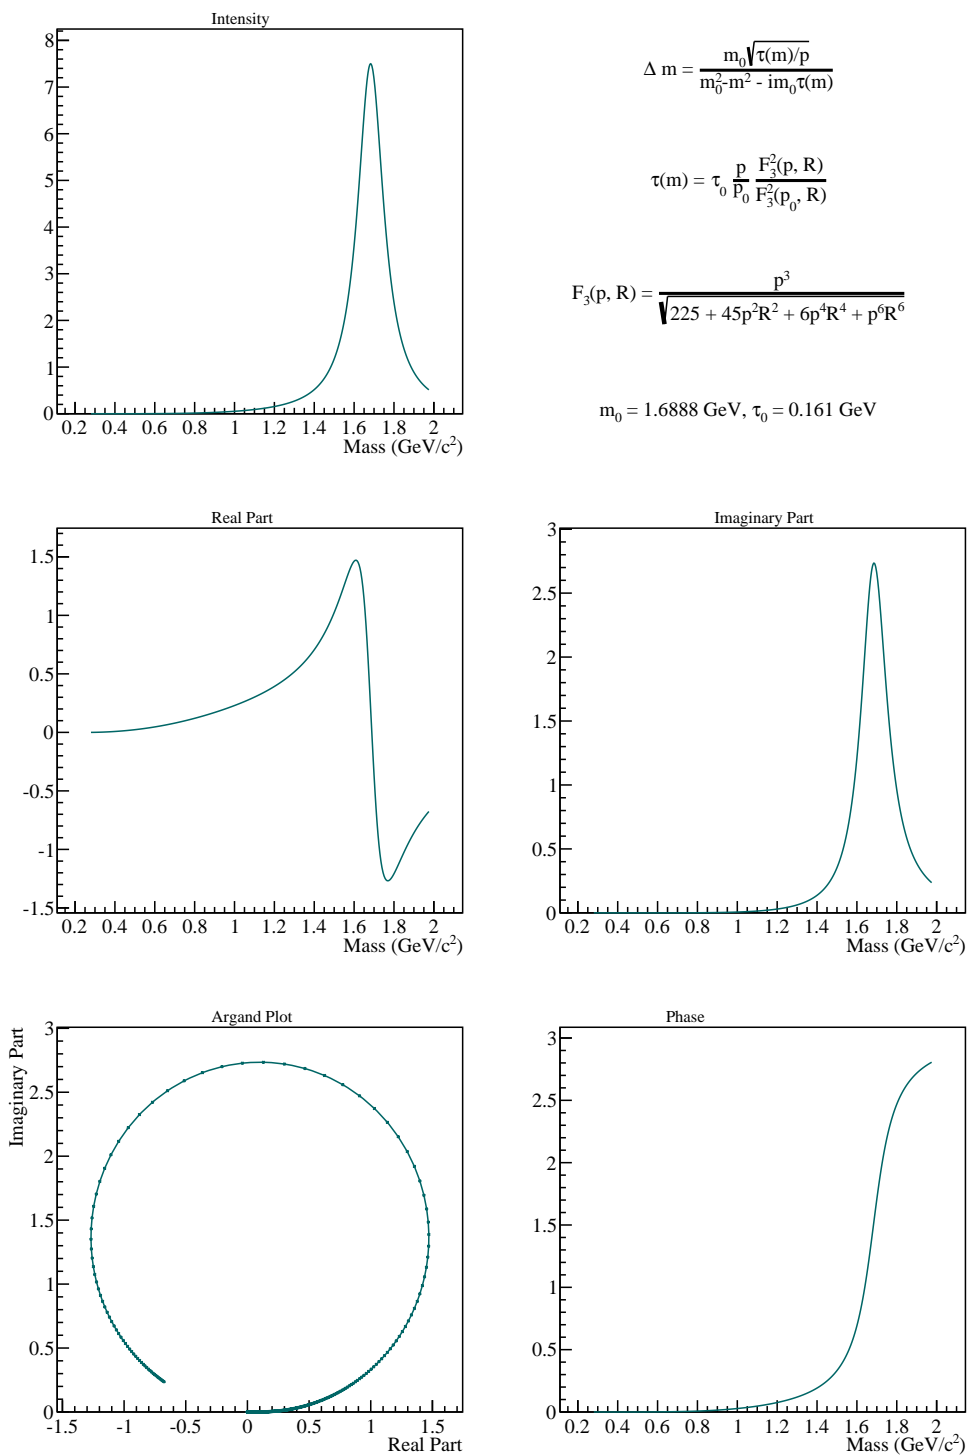 Intensity
8
7
6
5
4
3
2
1
0
0.2 0.4 0.6 0.8 1 1.2 1.4 1.6 1.8 2
Mass (GeV/c²)
Δ m = m₀√τ(m)/p / m₀²-m² - im₀τ(m)
τ(m) = τ₀ p/p₀ F₃²(p, R)/F₃²(p₀, R)
F₃(p, R) = p³ / √225 + 45p²R² + 6p⁴R⁴ + p⁶R⁶
m₀ = 1.6888 GeV, τ₀ = 0.161 GeV
Real Part
1.5
1
0.5
0
-0.5
-1
-1.5
0.2 0.4 0.6 0.8 1 1.2 1.4 1.6 1.8 2
Mass (GeV/c²)
Imaginary Part
3
2.5
2
1.5
1
0.5
0
0.2 0.4 0.6 0.8 1 1.2 1.4 1.6 1.8 2
Mass (GeV/c²)
Argand Plot
Imaginary Part
3
2.5
2
1.5
1
0.5
0
-1.5 -1 -0.5 0 0.5 1 1.5
Real Part
Phase
3
2.5
2
1.5
1
0.5
0
0.2 0.4 0.6 0.8 1 1.2 1.4 1.6 1.8 2
Mass (GeV/c²)